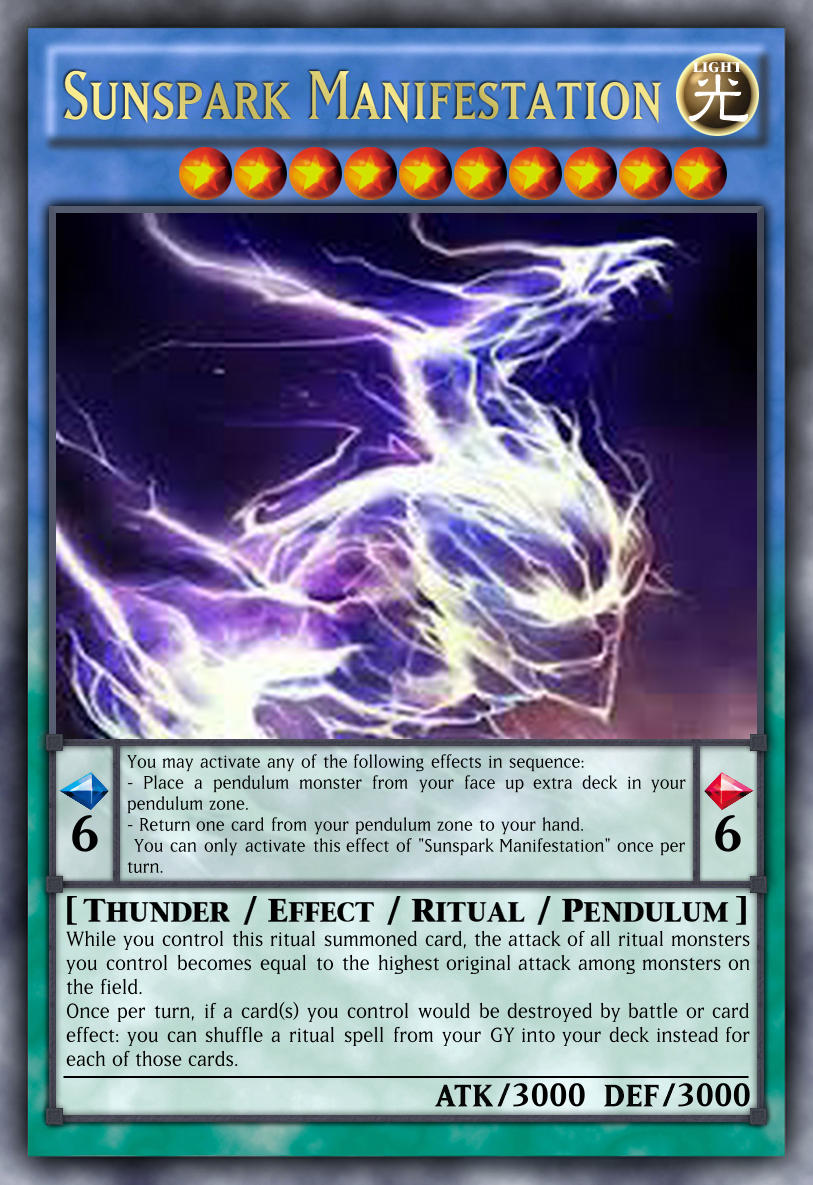 Sunspark Manifestation
LIGHT
光
You may activate any of the following effects in sequence:
- Place a pendulum monster from your face up extra deck in your
pendulum zone.
- Return one card from your pendulum zone to your hand.
You can only activate this effect of "Sunspark Manifestation" once per
turn.
6
6
[ Thunder / Effect / Ritual / Pendulum ]
While you control this ritual summoned card, the attack of all ritual monsters
you control becomes equal to the highest original attack among monsters on
the field.
Once per turn, if a card(s) you control would be destroyed by battle or card
effect: you can shuffle a ritual spell from your GY into your deck instead for
each of those cards.
ATK/3000 DEF/3000